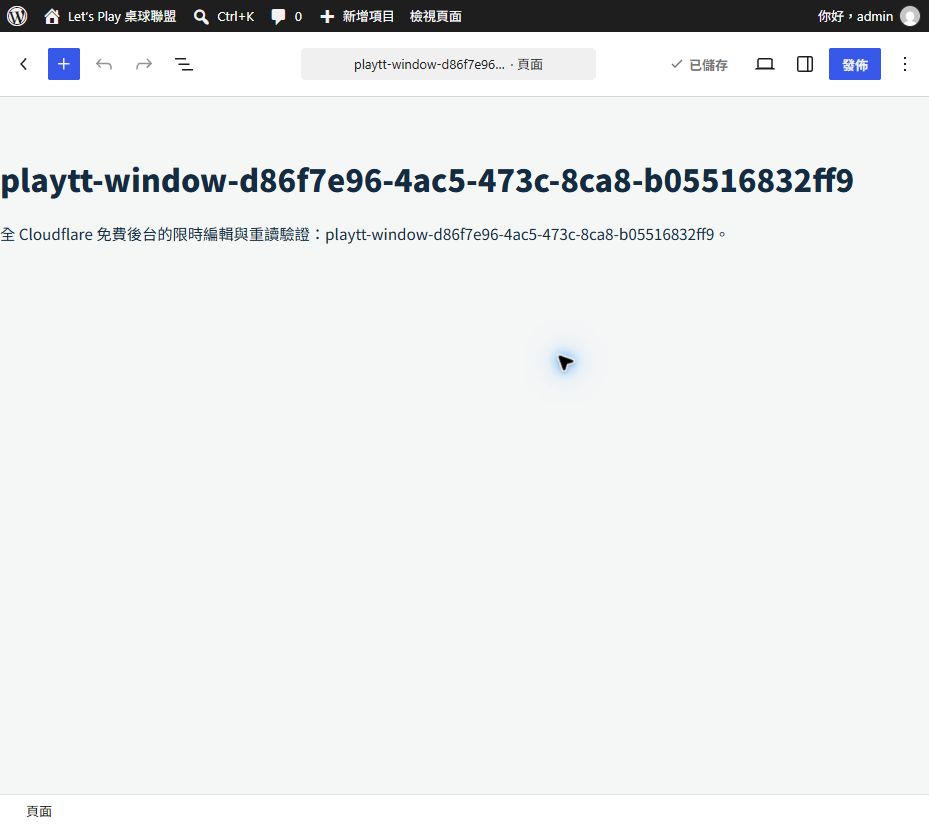 Let's Play 桌球聯盟 Ctrl+K 0 新增項目 檢視頁面 你好，admin
playtt-window-d86f7e96... · 頁面 已儲存 發佈
playtt-window-d86f7e96-4ac5-473c-8ca8-b05516832ff9
全 Cloudflare 免費後台的限時編輯與重讀驗證：playtt-window-d86f7e96-4ac5-473c-8ca8-b05516832ff9。
頁面